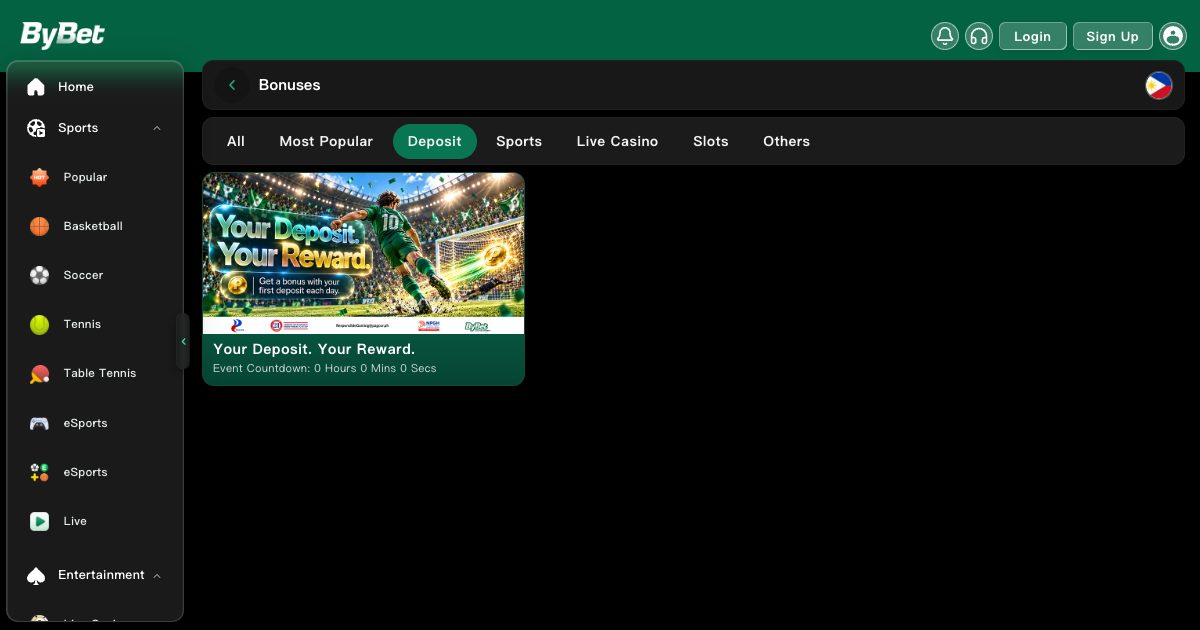 ByBet
Login
Sign Up
Home
Sports
Popular
Basketball
Soccer
Tennis
Table Tennis
eSports
eSports
Live
Entertainment
Bonuses
All
Most Popular
Deposit
Sports
Live Casino
Slots
Others
10
Your Deposit.
Your Reward.
Get a bonus with your
first deposit each day.
ByBet
Your Deposit. Your Reward.
Event Countdown: 0 Hours 0 Mins 0 Secs